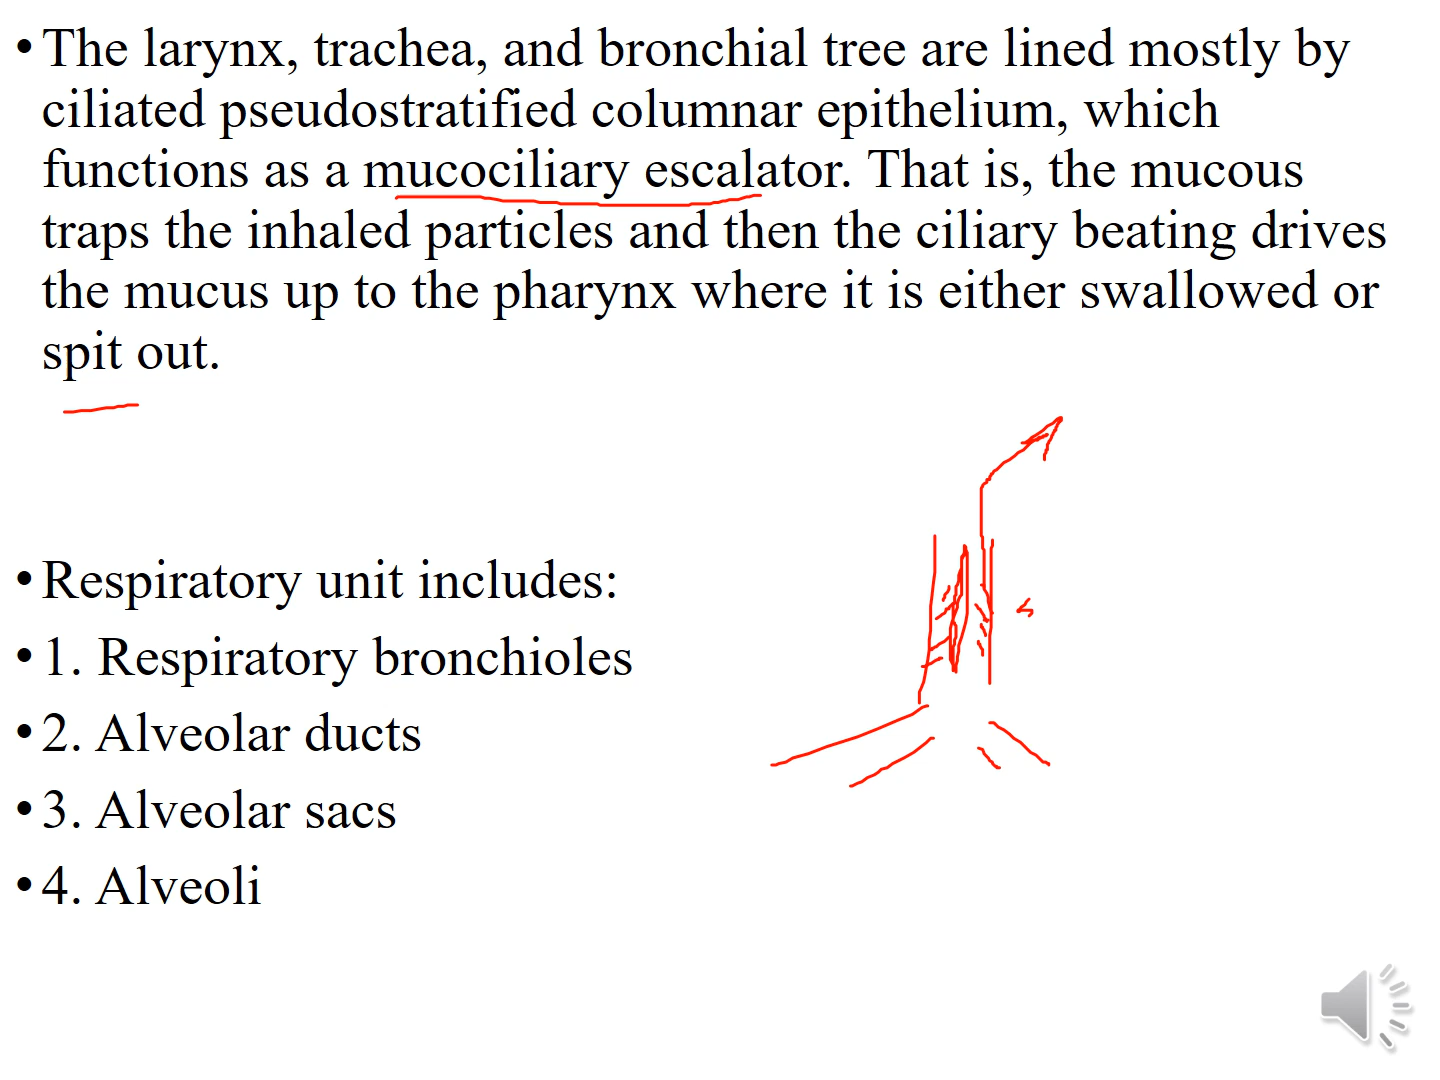 • The larynx, trachea, and bronchial tree are lined mostly by
ciliated pseudostratified columnar epithelium, which
functions as a mucociliary escalator. That is, the mucous
traps the inhaled particles and then the ciliary beating drives
the mucus up to the pharynx where it is either swallowed or
spit out.
• Respiratory unit includes:
• 1. Respiratory bronchioles
• 2. Alveolar ducts
• 3. Alveolar sacs
• 4. Alveoli